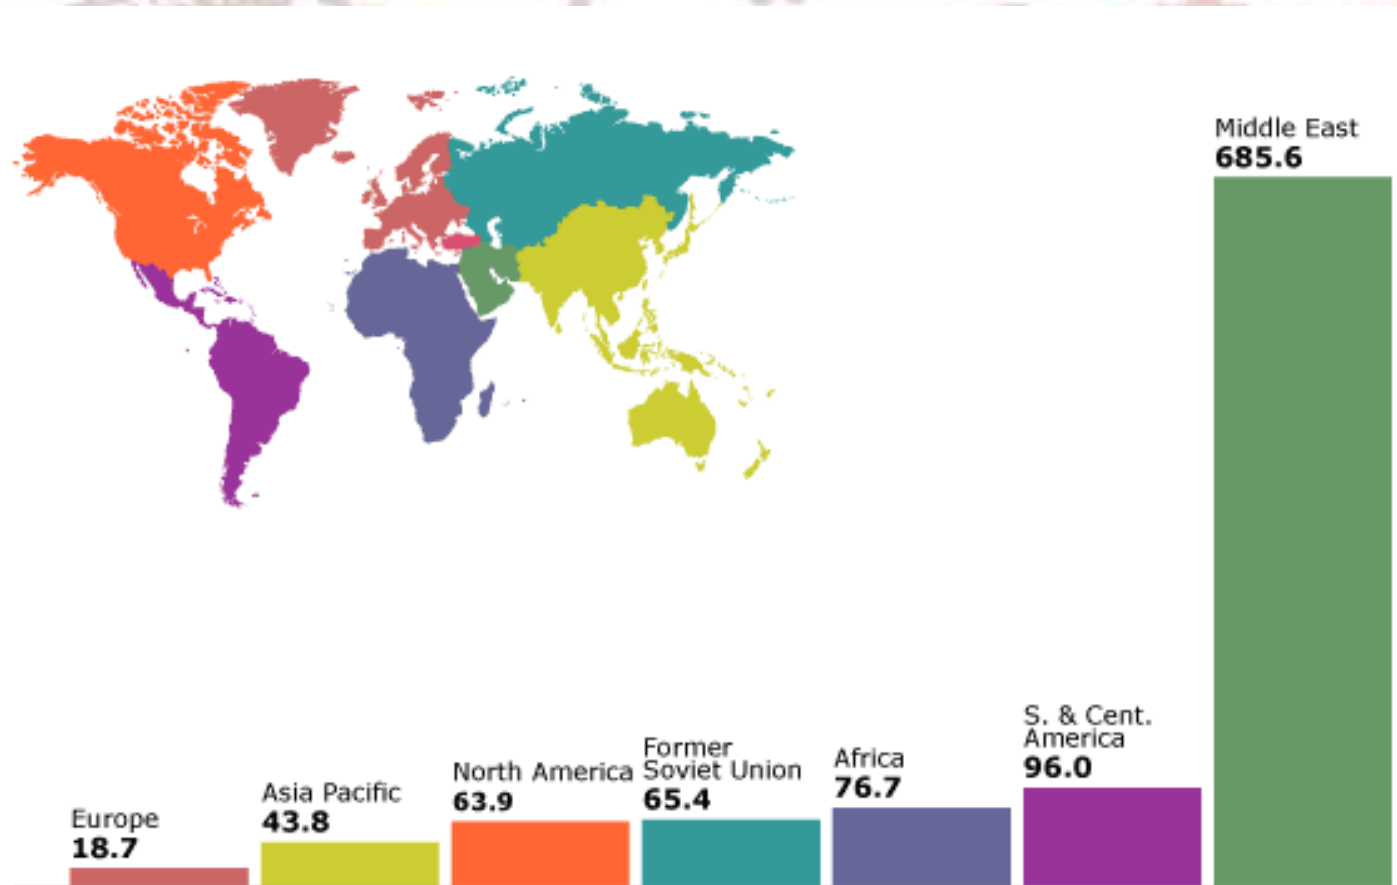 Middle East
685.6
S. & Cent.
America
96.0
Africa
76.7
Former
Soviet Union
65.4
North America
63.9
Asia Pacific
43.8
Europe
18.7